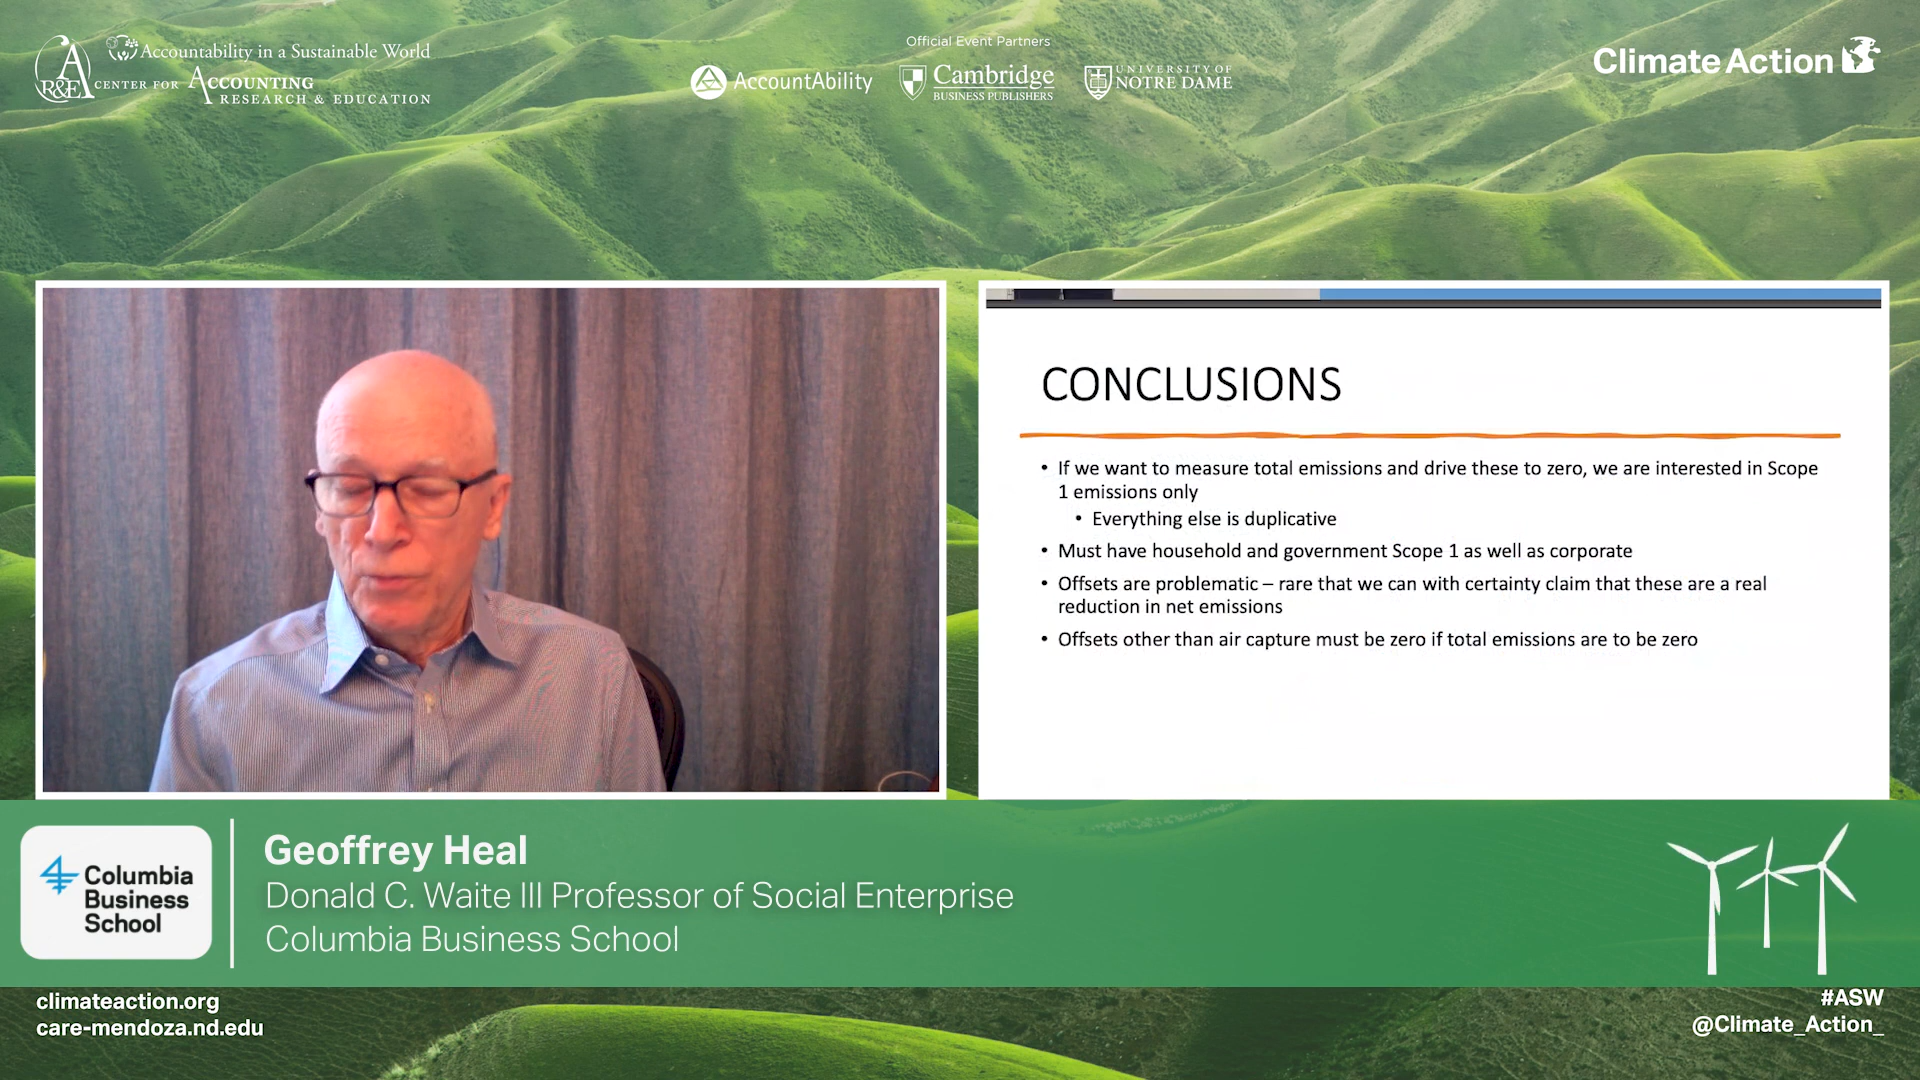 Accountability in a Sustainable World
R&E CENTER FOR ACCOUNTING
RESEARCH & EDUCATION
Official Event Partners
AccountAbility
Cambridge
BUSINESS PUBLISHERS
UNIVERSITY OF
NOTRE DAME
Climate Action
CONCLUSIONS
• If we want to measure total emissions and drive these to zero, we are interested in Scope
1 emissions only
• Everything else is duplicative
• Must have household and government Scope 1 as well as corporate
• Offsets are problematic – rare that we can with certainty claim that these are a real
reduction in net emissions
• Offsets other than air capture must be zero if total emissions are to be zero
Columbia
Business
School
Geoffrey Heal
Donald C. Waite III Professor of Social Enterprise
Columbia Business School
climateaction.org
care-mendoza.nd.edu
#ASW
@Climate_Action_